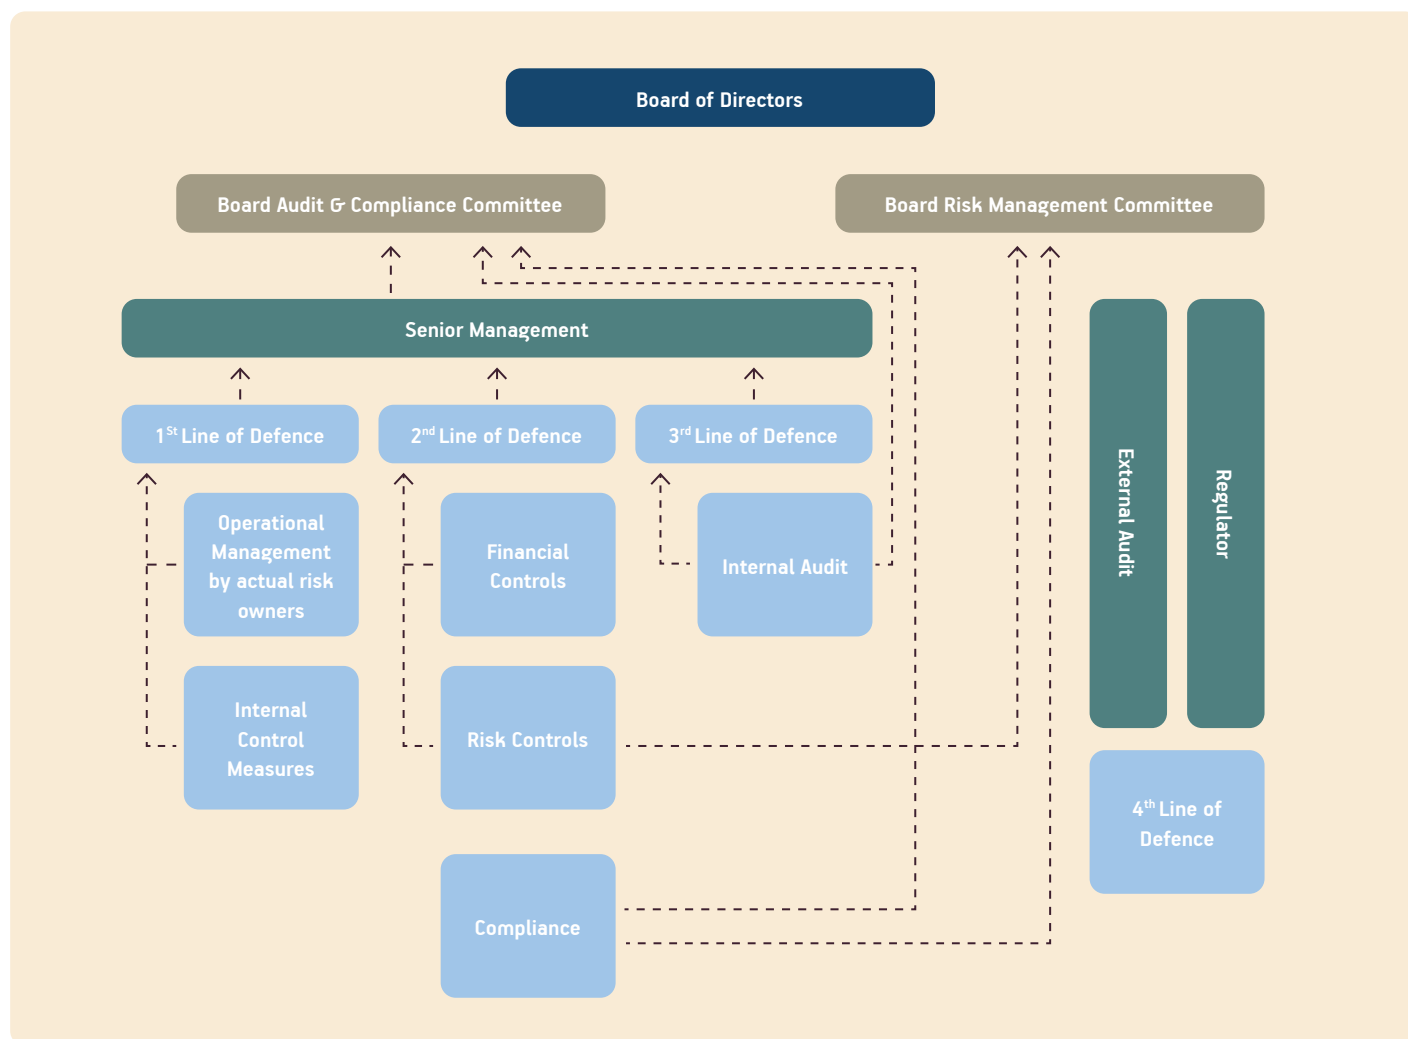 Board of Directors
Board Audit & Compliance Committee
Board Risk Management Committee
Senior Management
1St Line of Defence
2nd Line of Defence
3rd Line of Defence
Operational
Management
by actual risk
owners
Financial
Controls
Internal Audit
External Audit
Regulator
Internal
Control
Measures
Risk Controls
4th Line of
Defence
Compliance